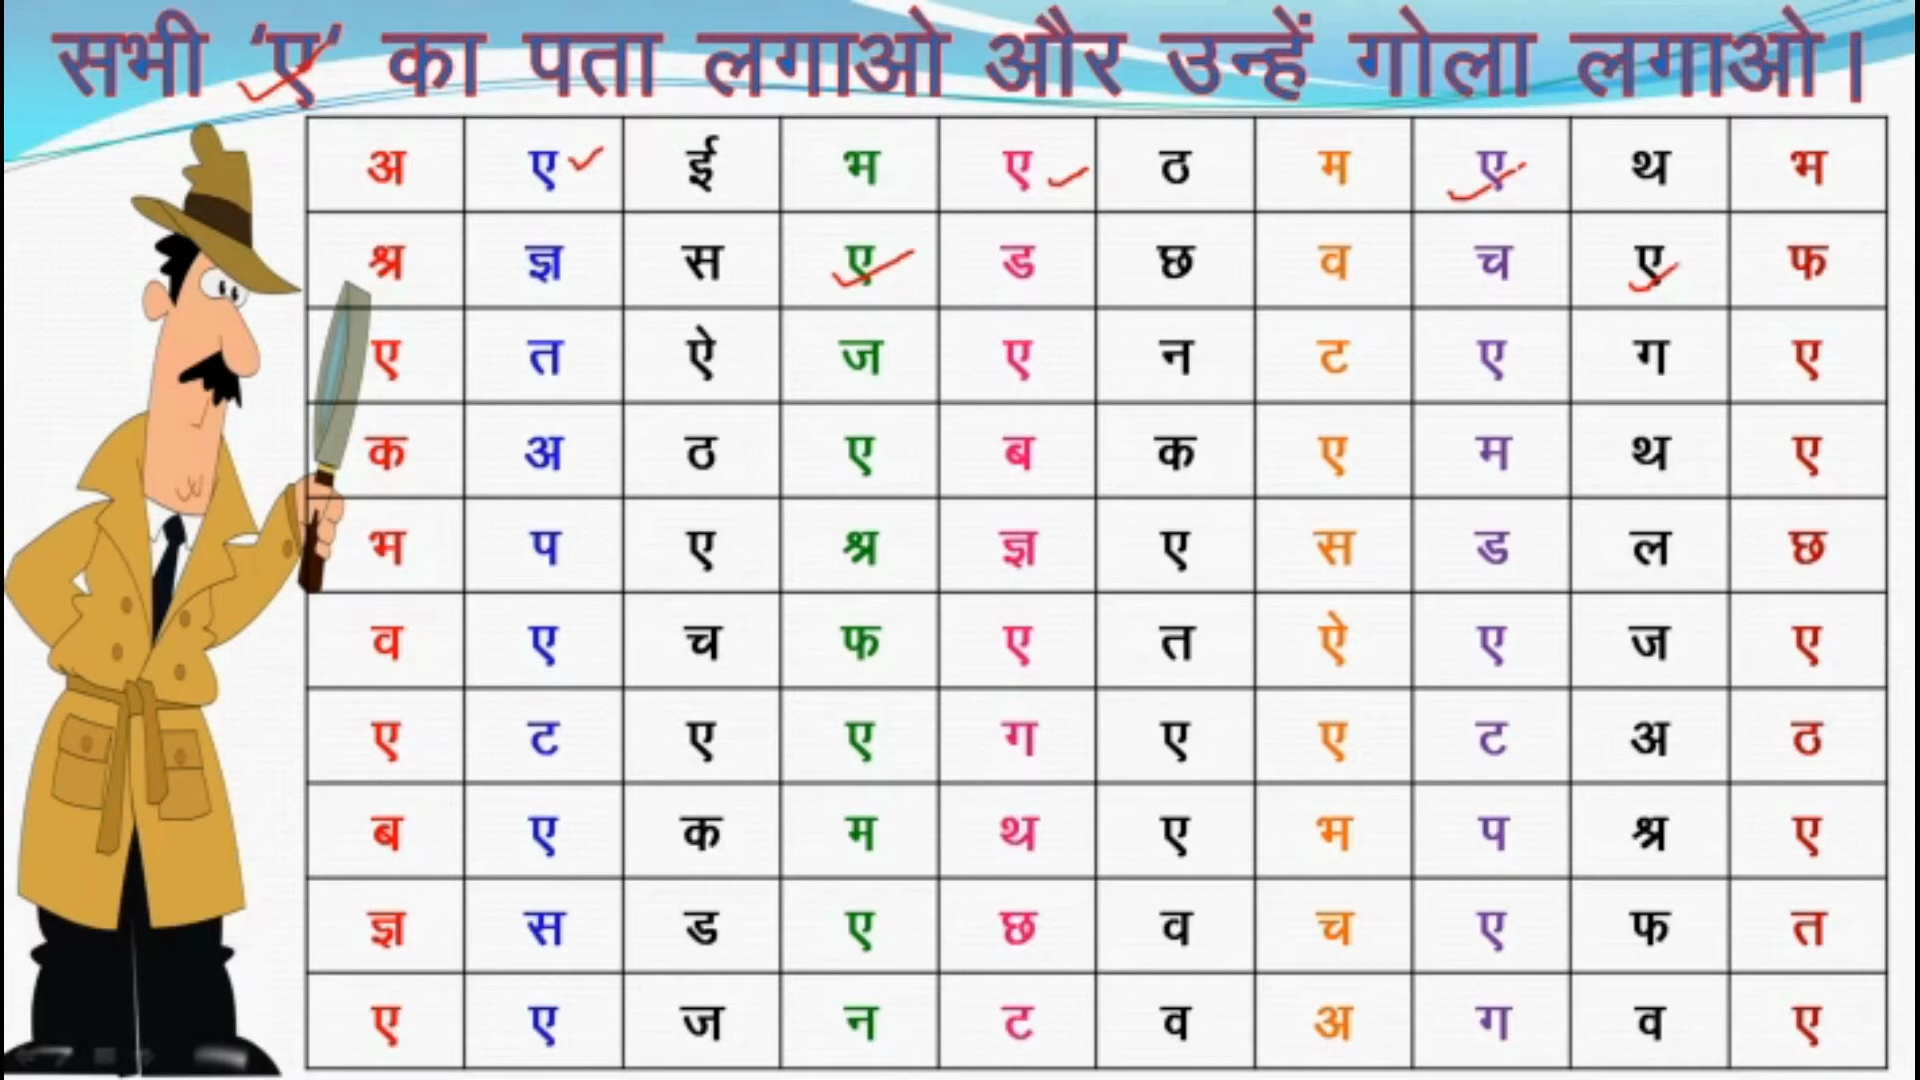 सभी 'ए' का पता लगाओ और उन्हें गोला लगाओ।
अ ए ई भ ए ठ म ए थ भ
श्र ज्ञ स ए ड छ व च ए फ
ए त ऐ ज ए न ट ए ग ए
क अ ठ ए ब क ए म थ ए
भ प ए श्र ज्ञ ए स ड ल छ
व ए च फ ए त ऐ ए ज ए
ए ट ए ए ग ए ए ट अ ठ
ब ए क म थ ए भ प श्र ए
ज्ञ स ड ए छ व च ए फ त
ए ए ज न ट व अ ग व ए